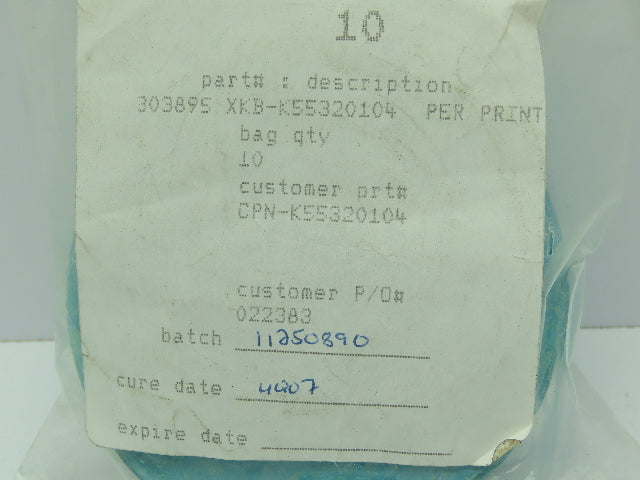 10
part# : description
303895 XKB-K55320104 PER PRINT
bag qty
10
customer prt#
CPN-K55320104
customer P/O#
022383
batch 11250890
cure date 4Q07
expire date